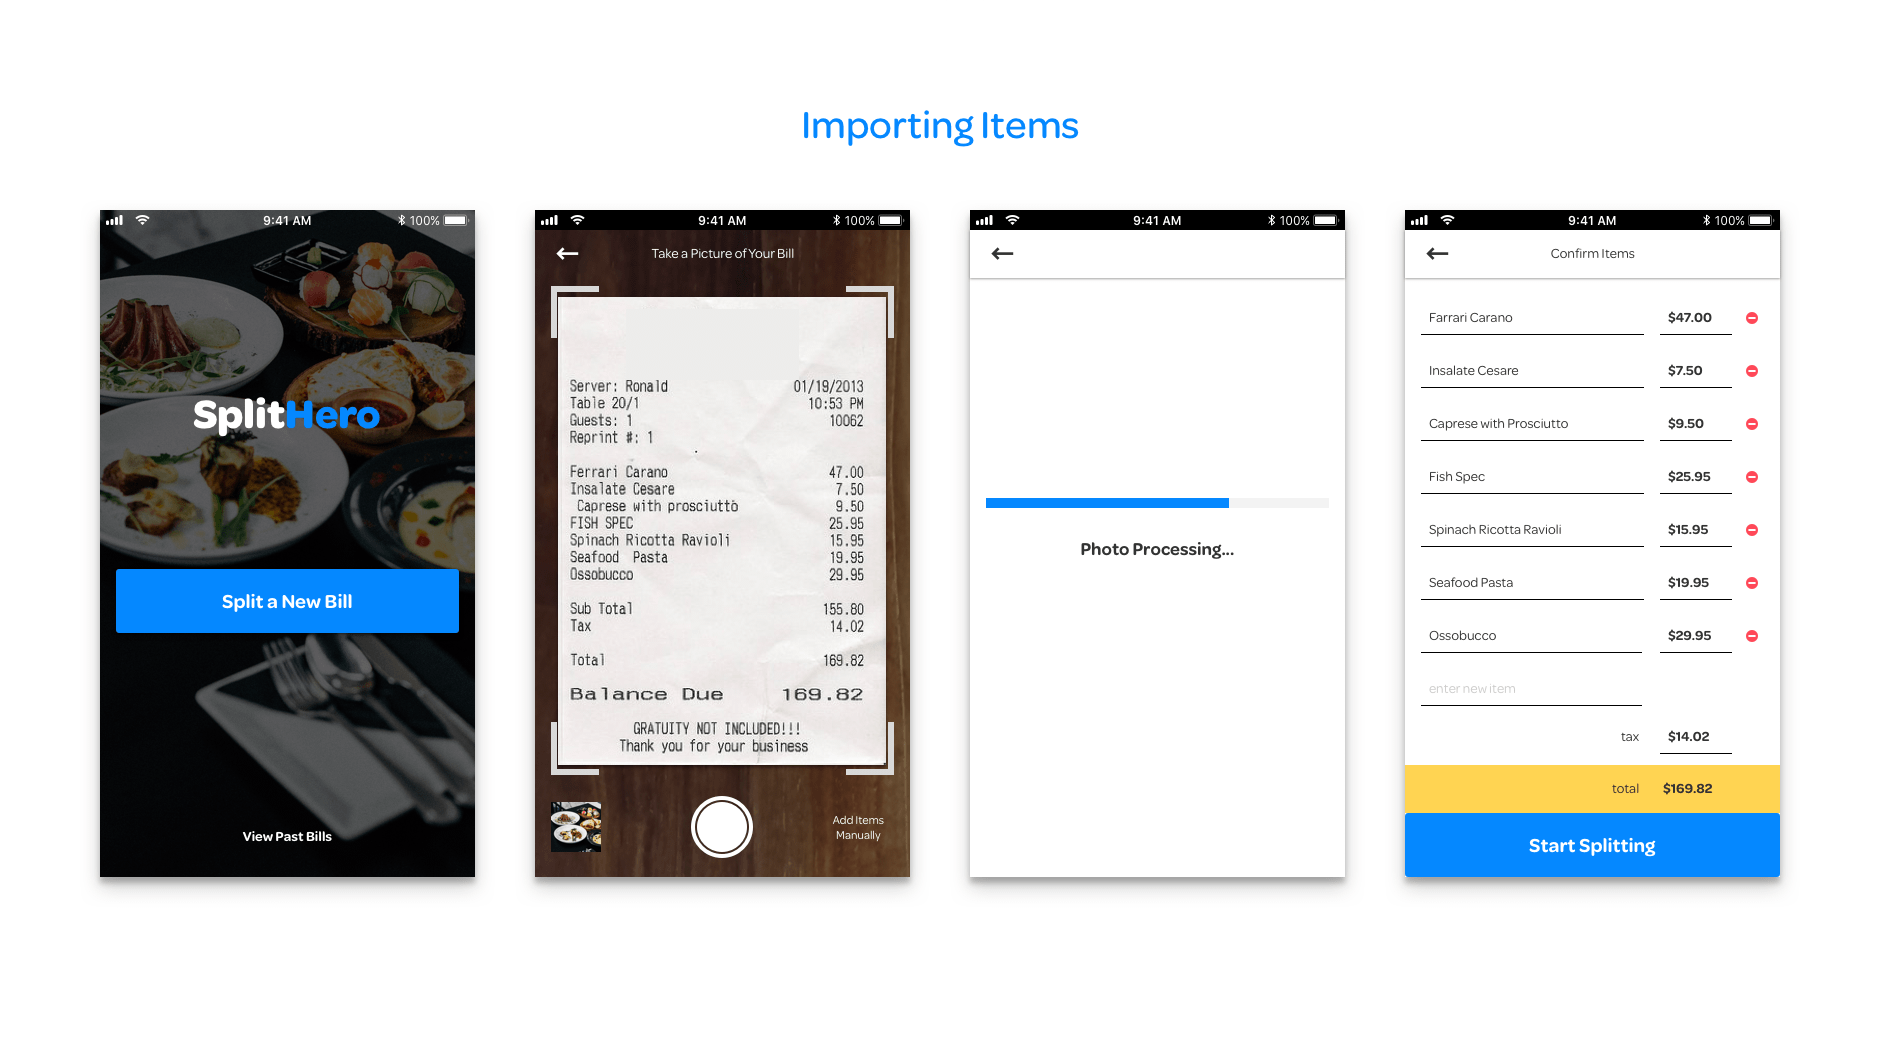 Importing Items
9:41 AM
100%
SplitHero
Split a New Bill
View Past Bills
9:41 AM
100%
Take a Picture of Your Bill
Server: Ronald 01/19/2013
Table 20/1 10:53 PM
Guests: 1 10062
Reprint #: 1
Ferrari Carano 47.00
Insalate Cesare 7.50
Caprese with prosciutto 9.50
FISH SPEC 25.95
Spinach Ricotta Ravioli 15.95
Seafood Pasta 19.95
Ossobucco 29.95
Sub Total 155.80
Tax 14.02
Total 169.82
Balance Due 169.82
GRATUITY NOT INCLUDED!!!
Thank you for your business
Add Items
Manually
9:41 AM
100%
Photo Processing...
9:41 AM
100%
Confirm Items
Farrari Carano $47.00
Insalate Cesare $7.50
Caprese with Prosciutto $9.50
Fish Spec $25.95
Spinach Ricotta Ravioli $15.95
Seafood Pasta $19.95
Ossobucco $29.95
enter new item
tax $14.02
total $169.82
Start Splitting